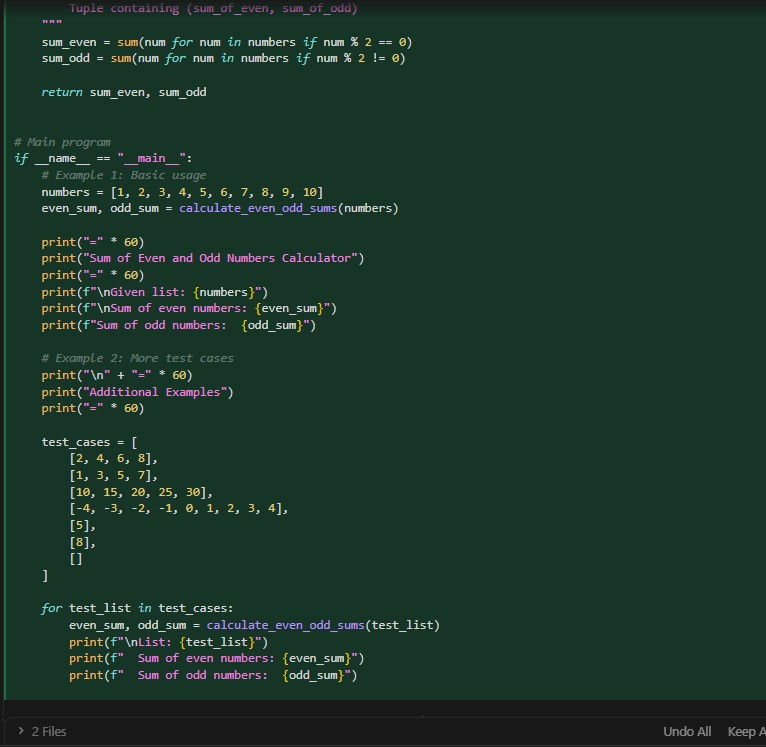 Tuple containing (sum_of_even, sum_of_odd)
    """
    sum_even = sum(num for num in numbers if num % 2 == 0)
    sum_odd = sum(num for num in numbers if num % 2 != 0)

    return sum_even, sum_odd


# Main program
if __name__ == "__main__":
    # Example 1: Basic usage
    numbers = [1, 2, 3, 4, 5, 6, 7, 8, 9, 10]
    even_sum, odd_sum = calculate_even_odd_sums(numbers)

    print("=" * 60)
    print("Sum of Even and Odd Numbers Calculator")
    print("=" * 60)
    print(f"\nGiven list: {numbers}")
    print(f"\nSum of even numbers: {even_sum}")
    print(f"Sum of odd numbers:  {odd_sum}")

    # Example 2: More test cases
    print("\n" + "=" * 60)
    print("Additional Examples")
    print("=" * 60)

    test_cases = [
        [2, 4, 6, 8],
        [1, 3, 5, 7],
        [10, 15, 20, 25, 30],
        [-4, -3, -2, -1, 0, 1, 2, 3, 4],
        [5],
        [8],
        []
    ]

    for test_list in test_cases:
        even_sum, odd_sum = calculate_even_odd_sums(test_list)
        print(f"\nList: {test_list}")
        print(f"  Sum of even numbers: {even_sum}")
        print(f"  Sum of odd numbers:  {odd_sum}")

> 2 Files Undo All Keep A